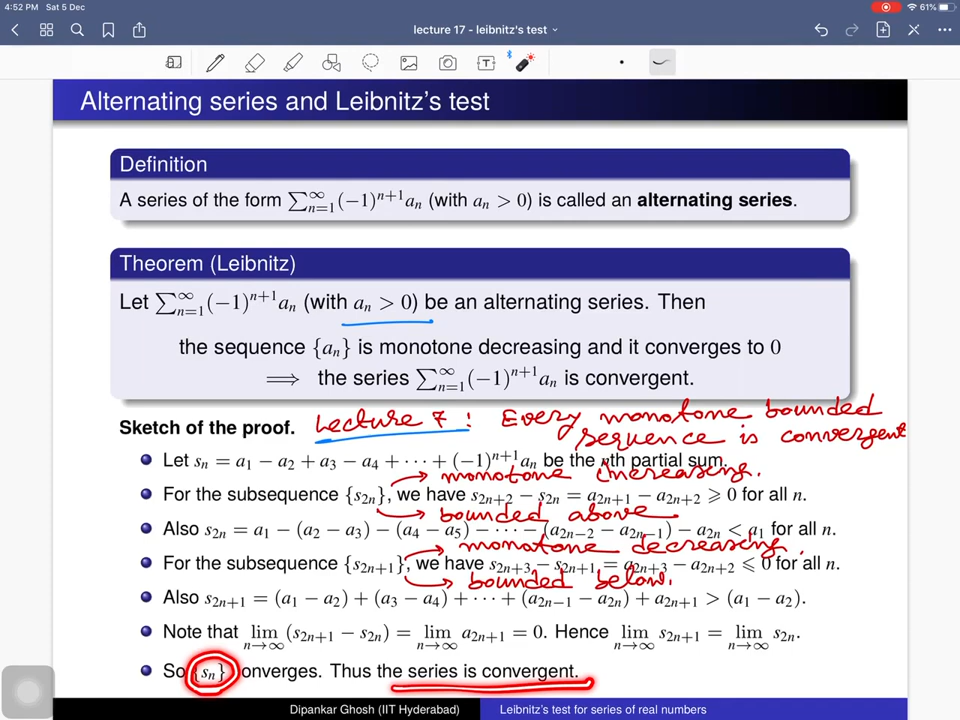 4:52 PM Sat 5 Dec
61%
lecture 17 - leibnitz's test
Alternating series and Leibnitz's test
Definition
A series of the form ∑_{n=1}^{∞}(−1)^{n+1}a_n (with a_n > 0) is called an alternating series.
Theorem (Leibnitz)
Let ∑_{n=1}^{∞}(−1)^{n+1}a_n (with a_n > 0) be an alternating series. Then
the sequence {a_n} is monotone decreasing and it converges to 0
⟹ the series ∑_{n=1}^{∞}(−1)^{n+1}a_n is convergent.
Sketch of the proof. Lecture 7 : Every monotone bounded
sequence is convergent
Let s_n = a_1 − a_2 + a_3 − a_4 + ⋯ + (−1)^{n+1}a_n be the nth partial sum.
→ monotone increasing.
For the subsequence {s_{2n}}, we have s_{2n+2} − s_{2n} = a_{2n+1} − a_{2n+2} ⩾ 0 for all n.
→ bounded above
Also s_{2n} = a_1 − (a_2 − a_3) − (a_4 − a_5) − ⋯ − (a_{2n−2} − a_{2n−1}) − a_{2n} < a_1 for all n.
→ monotone decreasing.
For the subsequence {s_{2n+1}}, we have s_{2n+3} − s_{2n+1} = a_{2n+3} − a_{2n+2} ⩽ 0 for all n.
→ bounded below.
Also s_{2n+1} = (a_1 − a_2) + (a_3 − a_4) + ⋯ + (a_{2n−1} − a_{2n}) + a_{2n+1} > (a_1 − a_2).
Note that lim_{n→∞} (s_{2n+1} − s_{2n}) = lim_{n→∞} a_{2n+1} = 0. Hence lim_{n→∞} s_{2n+1} = lim_{n→∞} s_{2n}.
So {s_n} converges. Thus the series is convergent.
Dipankar Ghosh (IIT Hyderabad)
Leibnitz's test for series of real numbers